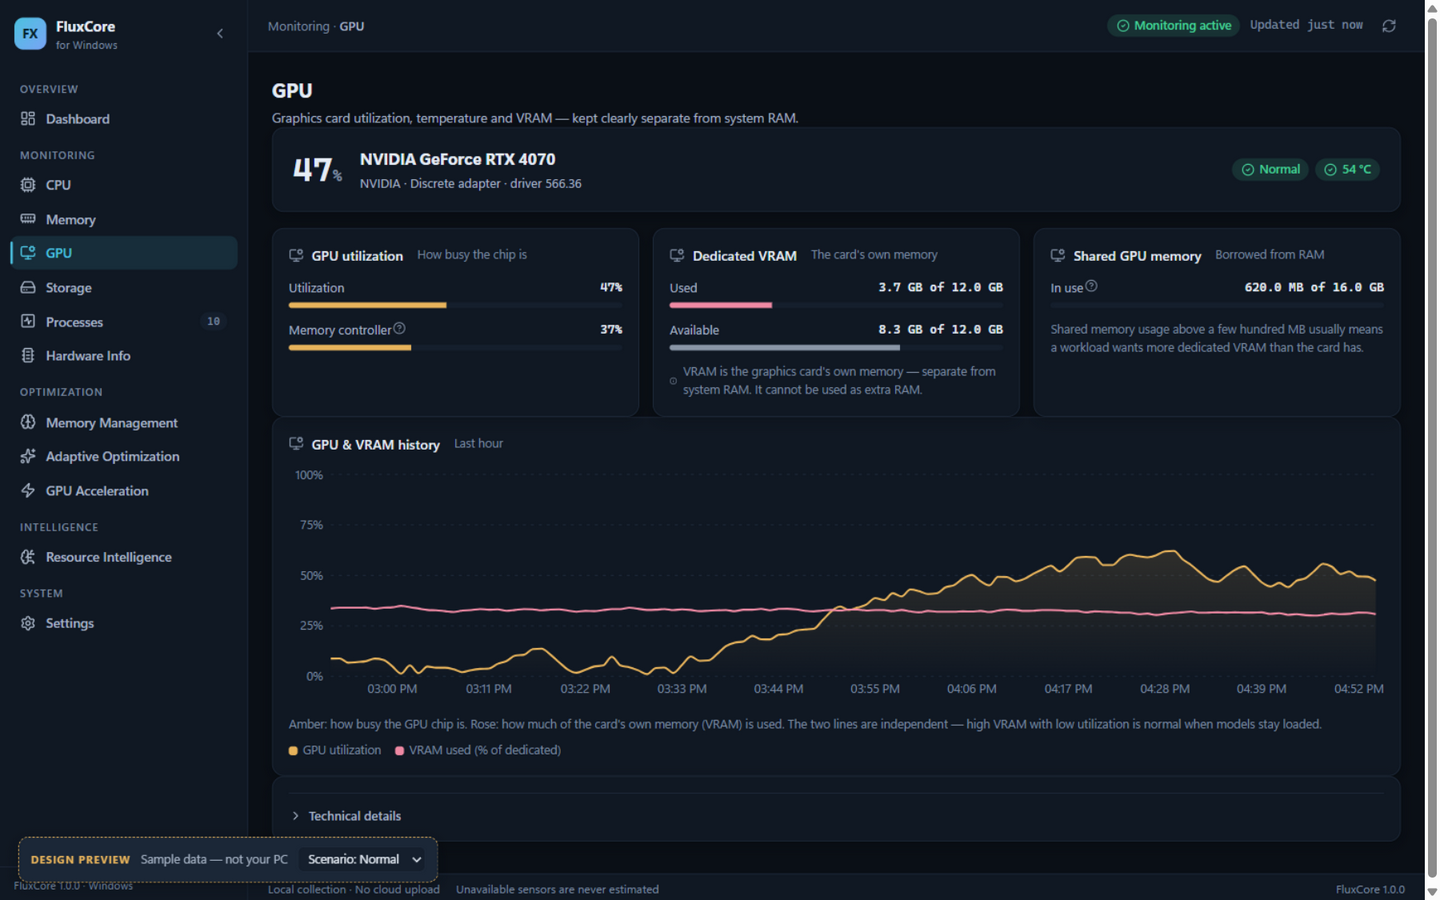 FX
FluxCore
for Windows
Monitoring · GPU
Monitoring active
Updated just now
OVERVIEW
Dashboard
MONITORING
CPU
Memory
GPU
Storage
Processes 10
Hardware Info
OPTIMIZATION
Memory Management
Adaptive Optimization
GPU Acceleration
INTELLIGENCE
Resource Intelligence
SYSTEM
Settings
GPU
Graphics card utilization, temperature and VRAM — kept clearly separate from system RAM.
47%
NVIDIA GeForce RTX 4070
NVIDIA · Discrete adapter · driver 566.36
Normal
54 °C
GPU utilization How busy the chip is
Utilization 47%
Memory controller ? 37%
Dedicated VRAM The card's own memory
Used 3.7 GB of 12.0 GB
Available 8.3 GB of 12.0 GB
VRAM is the graphics card's own memory — separate from
system RAM. It cannot be used as extra RAM.
Shared GPU memory Borrowed from RAM
In use ? 620.0 MB of 16.0 GB
Shared memory usage above a few hundred MB usually means
a workload wants more dedicated VRAM than the card has.
GPU & VRAM history Last hour
100%
75%
50%
25%
0%
03:00 PM 03:11 PM 03:22 PM 03:33 PM 03:44 PM 03:55 PM 04:06 PM 04:17 PM 04:28 PM 04:39 PM 04:52 PM
Amber: how busy the GPU chip is. Rose: how much of the card's own memory (VRAM) is used. The two lines are independent — high VRAM with low utilization is normal when models stay loaded.
GPU utilization VRAM used (% of dedicated)
Technical details
DESIGN PREVIEW Sample data — not your PC Scenario: Normal
FluxCore 1.0.0 · Windows
Local collection · No cloud upload Unavailable sensors are never estimated
FluxCore 1.0.0